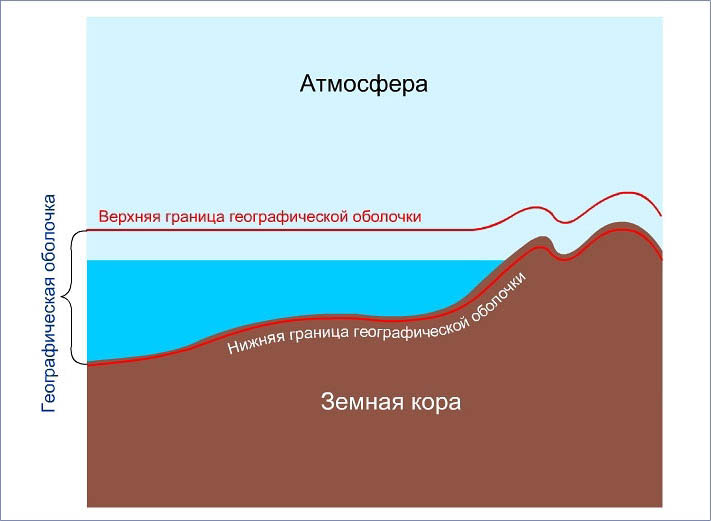 Атмосфера
Верхняя граница географической оболочки
Географическая оболочка
Нижняя граница географической оболочки
Земная кора